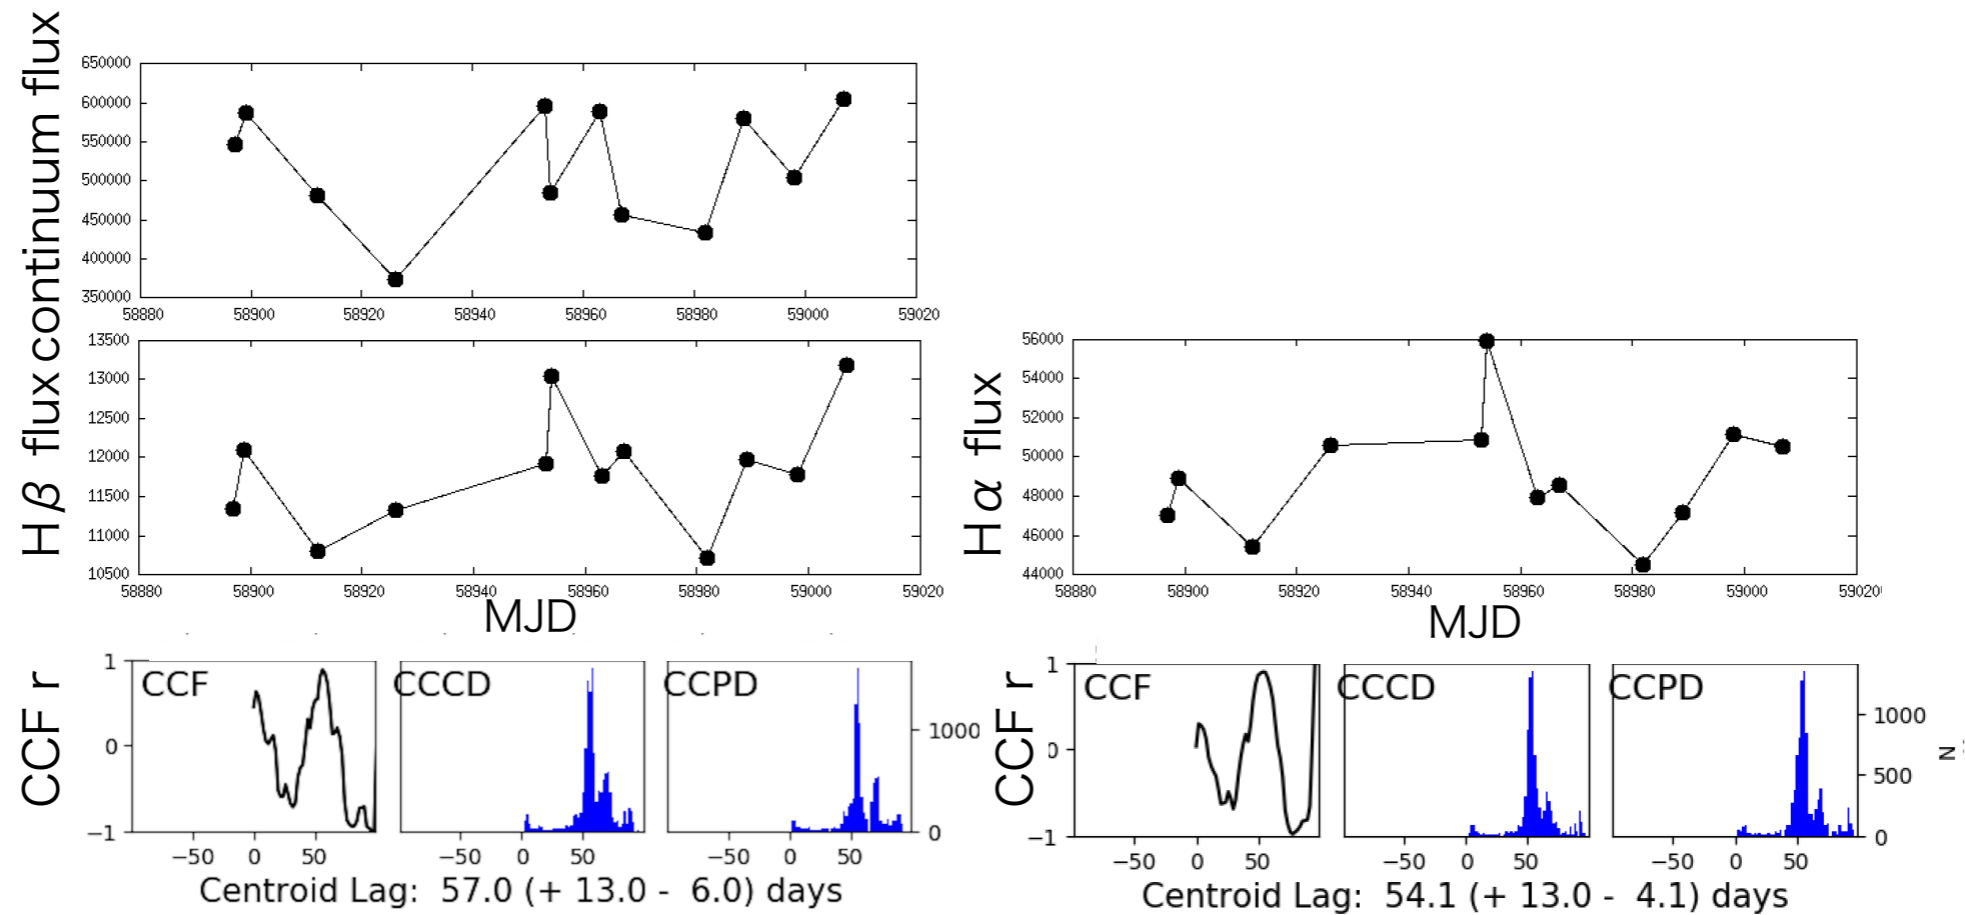 continuum flux
650000
600000
550000
500000
450000
400000
350000
58880 58900 58920 58940 58960 58980 59000 59020
Hβ flux
13500
13000
12500
12000
11500
11000
10500
58880 58900 58920 58940 58960 58980 59000 59020
MJD
Hα flux
56000
54000
52000
50000
48000
46000
44000
58880 58900 58920 58940 58960 58980 59000 59020
MJD
CCF r
1
0
−1
CCF CCCD CCPD
1000
0
−50 0 50 −50 0 50 −50 0 50
Centroid Lag: 57.0 (+ 13.0 - 6.0) days
CCF r
1
0
−1
CCF CCCD CCPD
1000
500
0
N
−50 0 50 −50 0 50 −50 0 50
Centroid Lag: 54.1 (+ 13.0 - 4.1) days